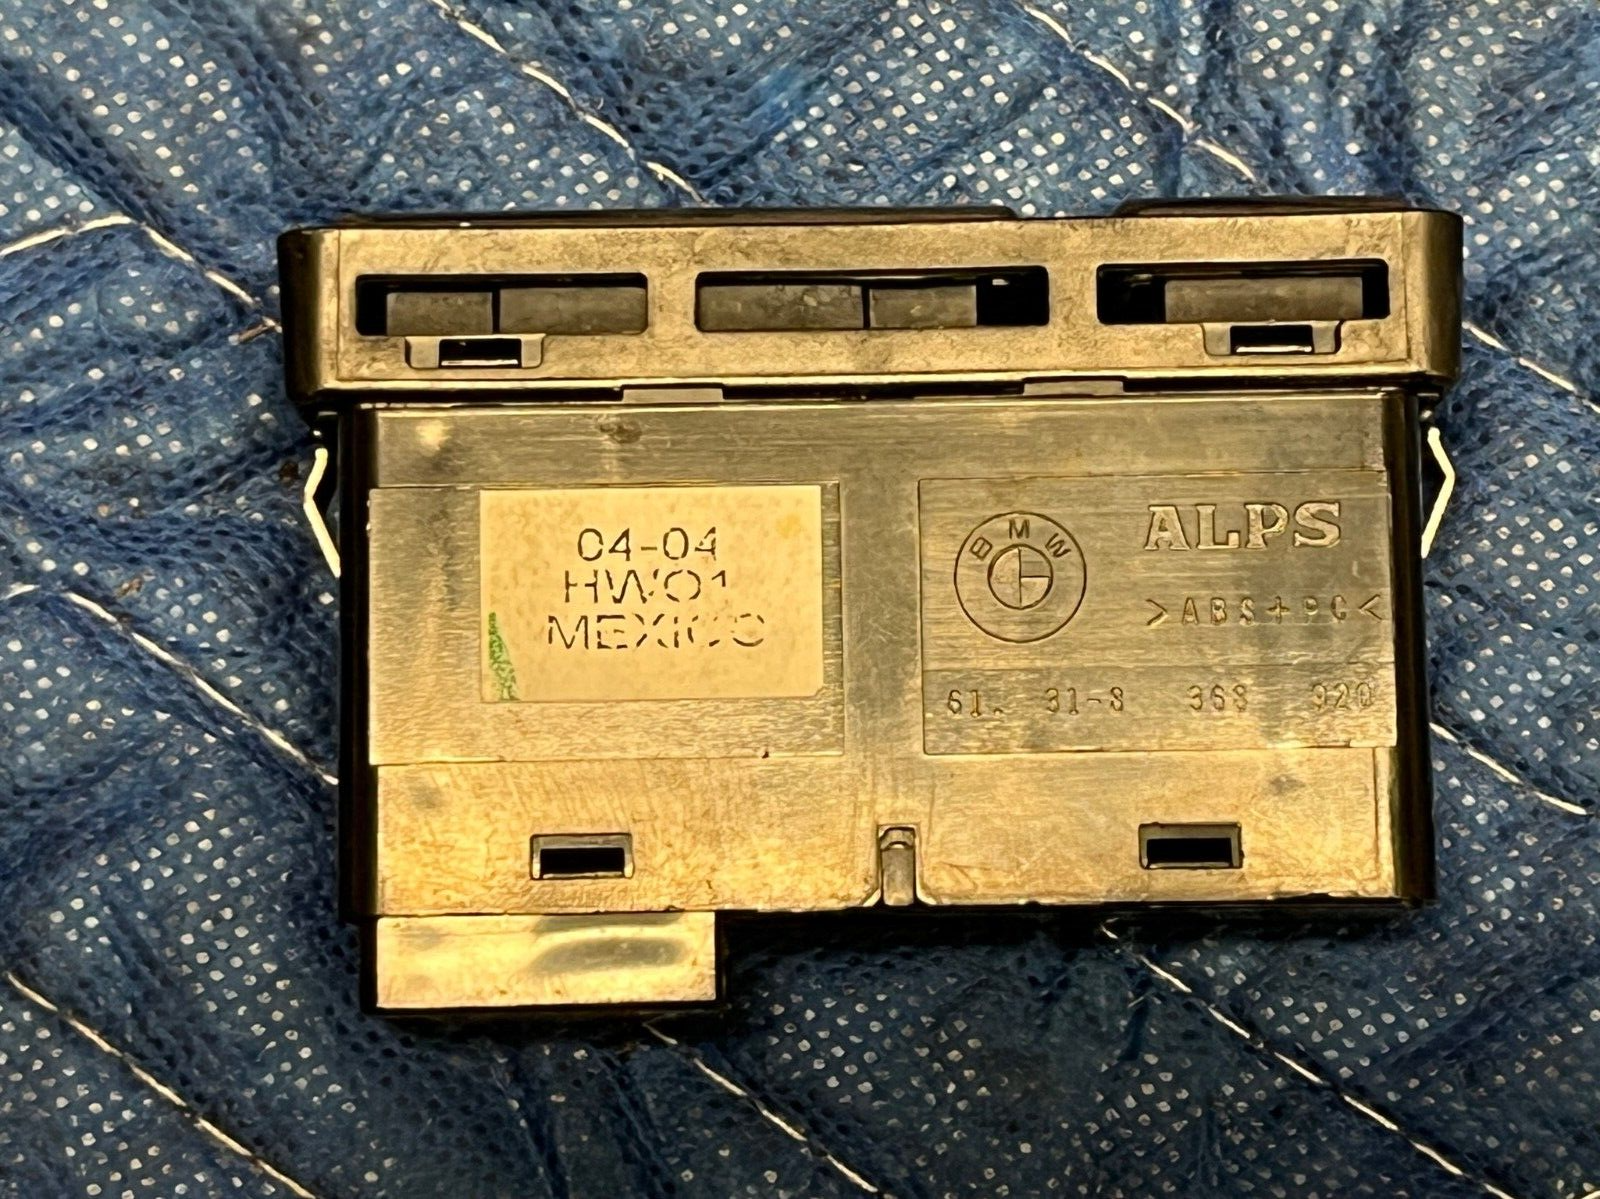 04-04
HW01
MEXICO
BMW
ALPS
>ABS+PC<
61. 31-8 368 920